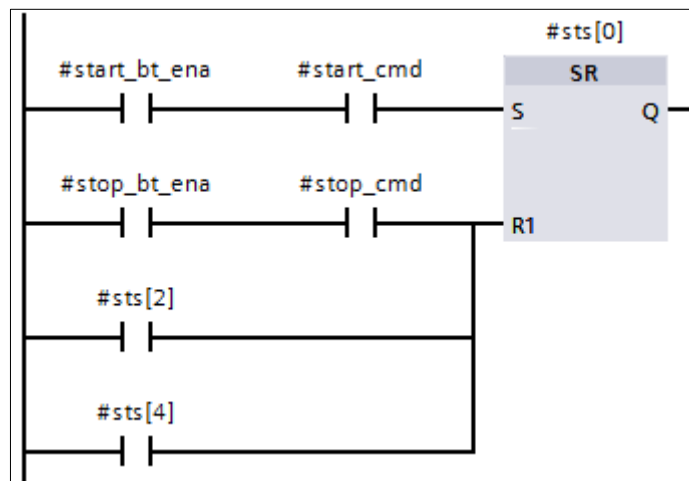 #sts[0]
#start_bt_ena #start_cmd SR
S Q
#stop_bt_ena #stop_cmd
R1
#sts[2]
#sts[4]